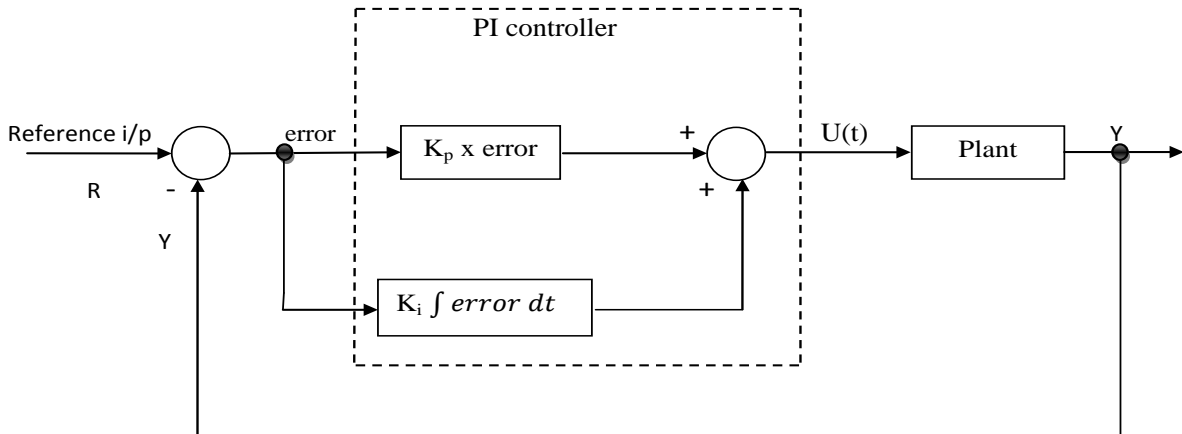 PI controller
Reference i/p
error
K_p x error
+
U(t)
Plant
Y
R
-
+
Y
K_i ∫ error dt